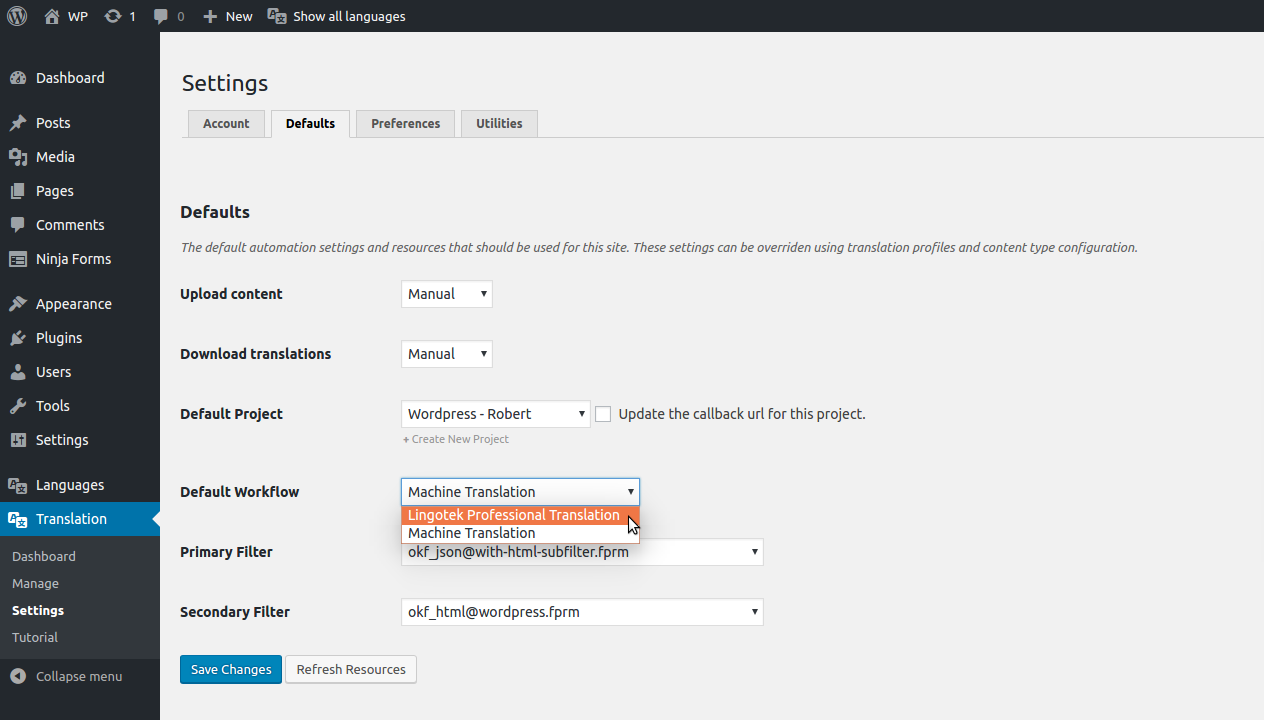 WP 1 0 New Show all languages
Dashboard
Posts
Media
Pages
Comments
Ninja Forms
Appearance
Plugins
Users
Tools
Settings
Languages
Translation
Dashboard
Manage
Settings
Tutorial
Collapse menu
Settings
Account Defaults Preferences Utilities
Defaults
The default automation settings and resources that should be used for this site. These settings can be overriden using translation profiles and content type configuration.
Upload content Manual
Download translations Manual
Default Project Wordpress - Robert Update the callback url for this project.
+ Create New Project
Default Workflow Machine Translation
Lingotek Professional Translation
Machine Translation
Primary Filter okf_json@with-html-subfilter.fprm
Secondary Filter okf_html@wordpress.fprm
Save Changes Refresh Resources